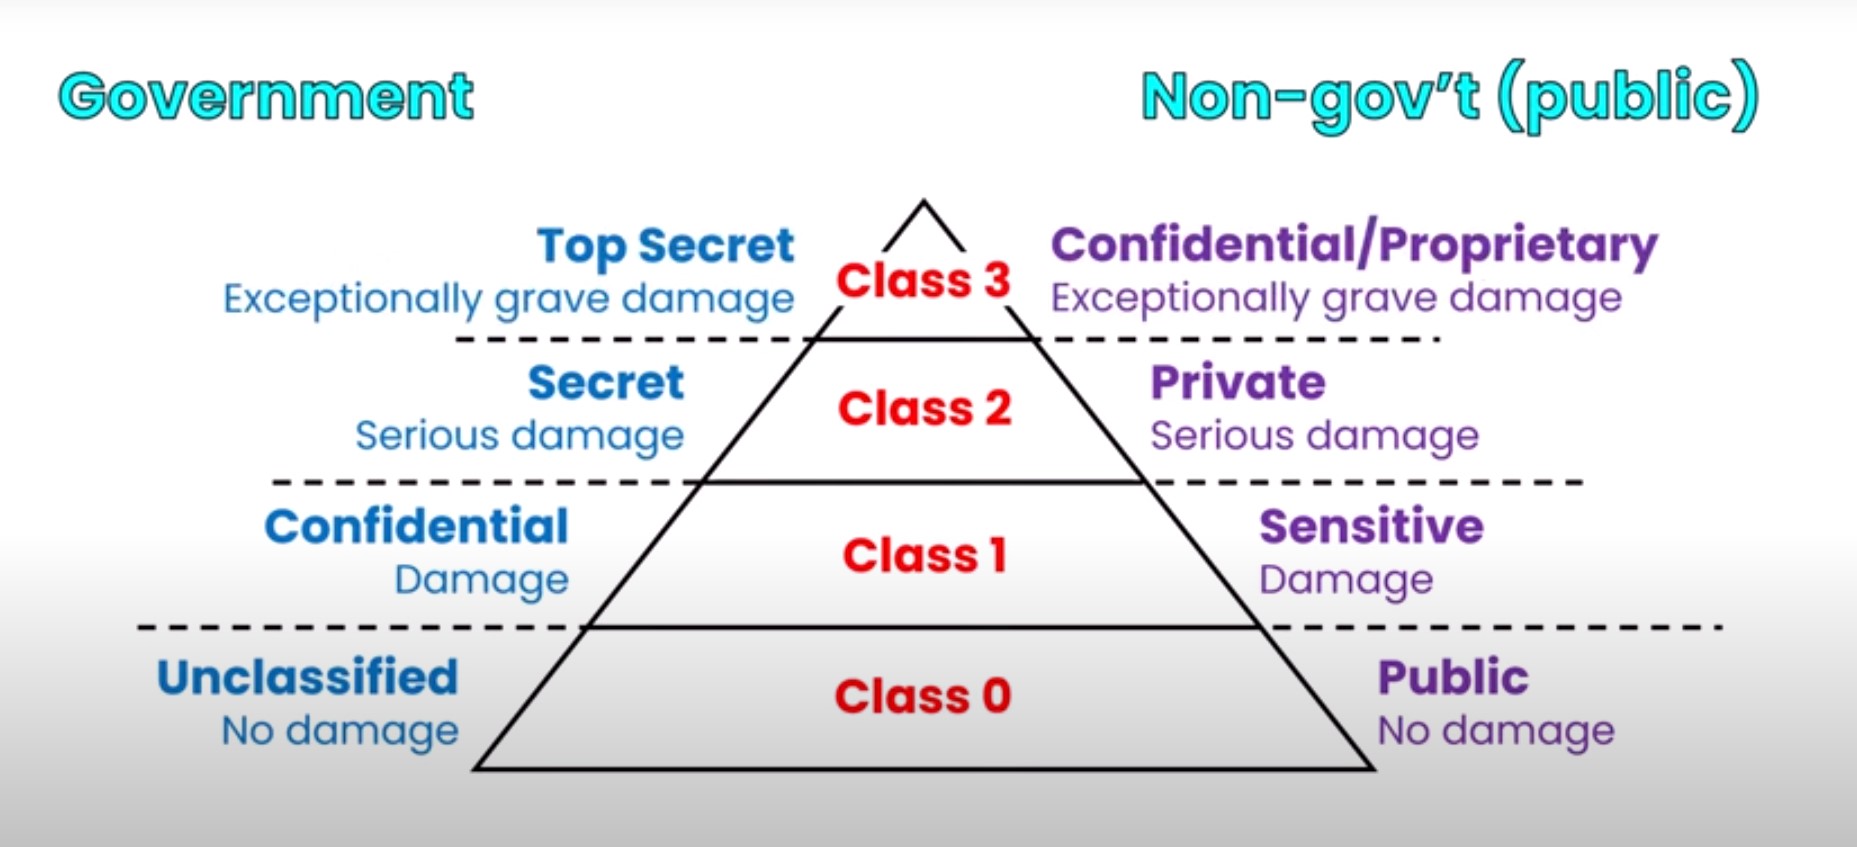 Government
Non-gov't (public)
Top Secret
Exceptionally grave damage
Class 3
Confidential/Proprietary
Exceptionally grave damage
Secret
Serious damage
Class 2
Private
Serious damage
Confidential
Damage
Class 1
Sensitive
Damage
Unclassified
No damage
Class 0
Public
No damage